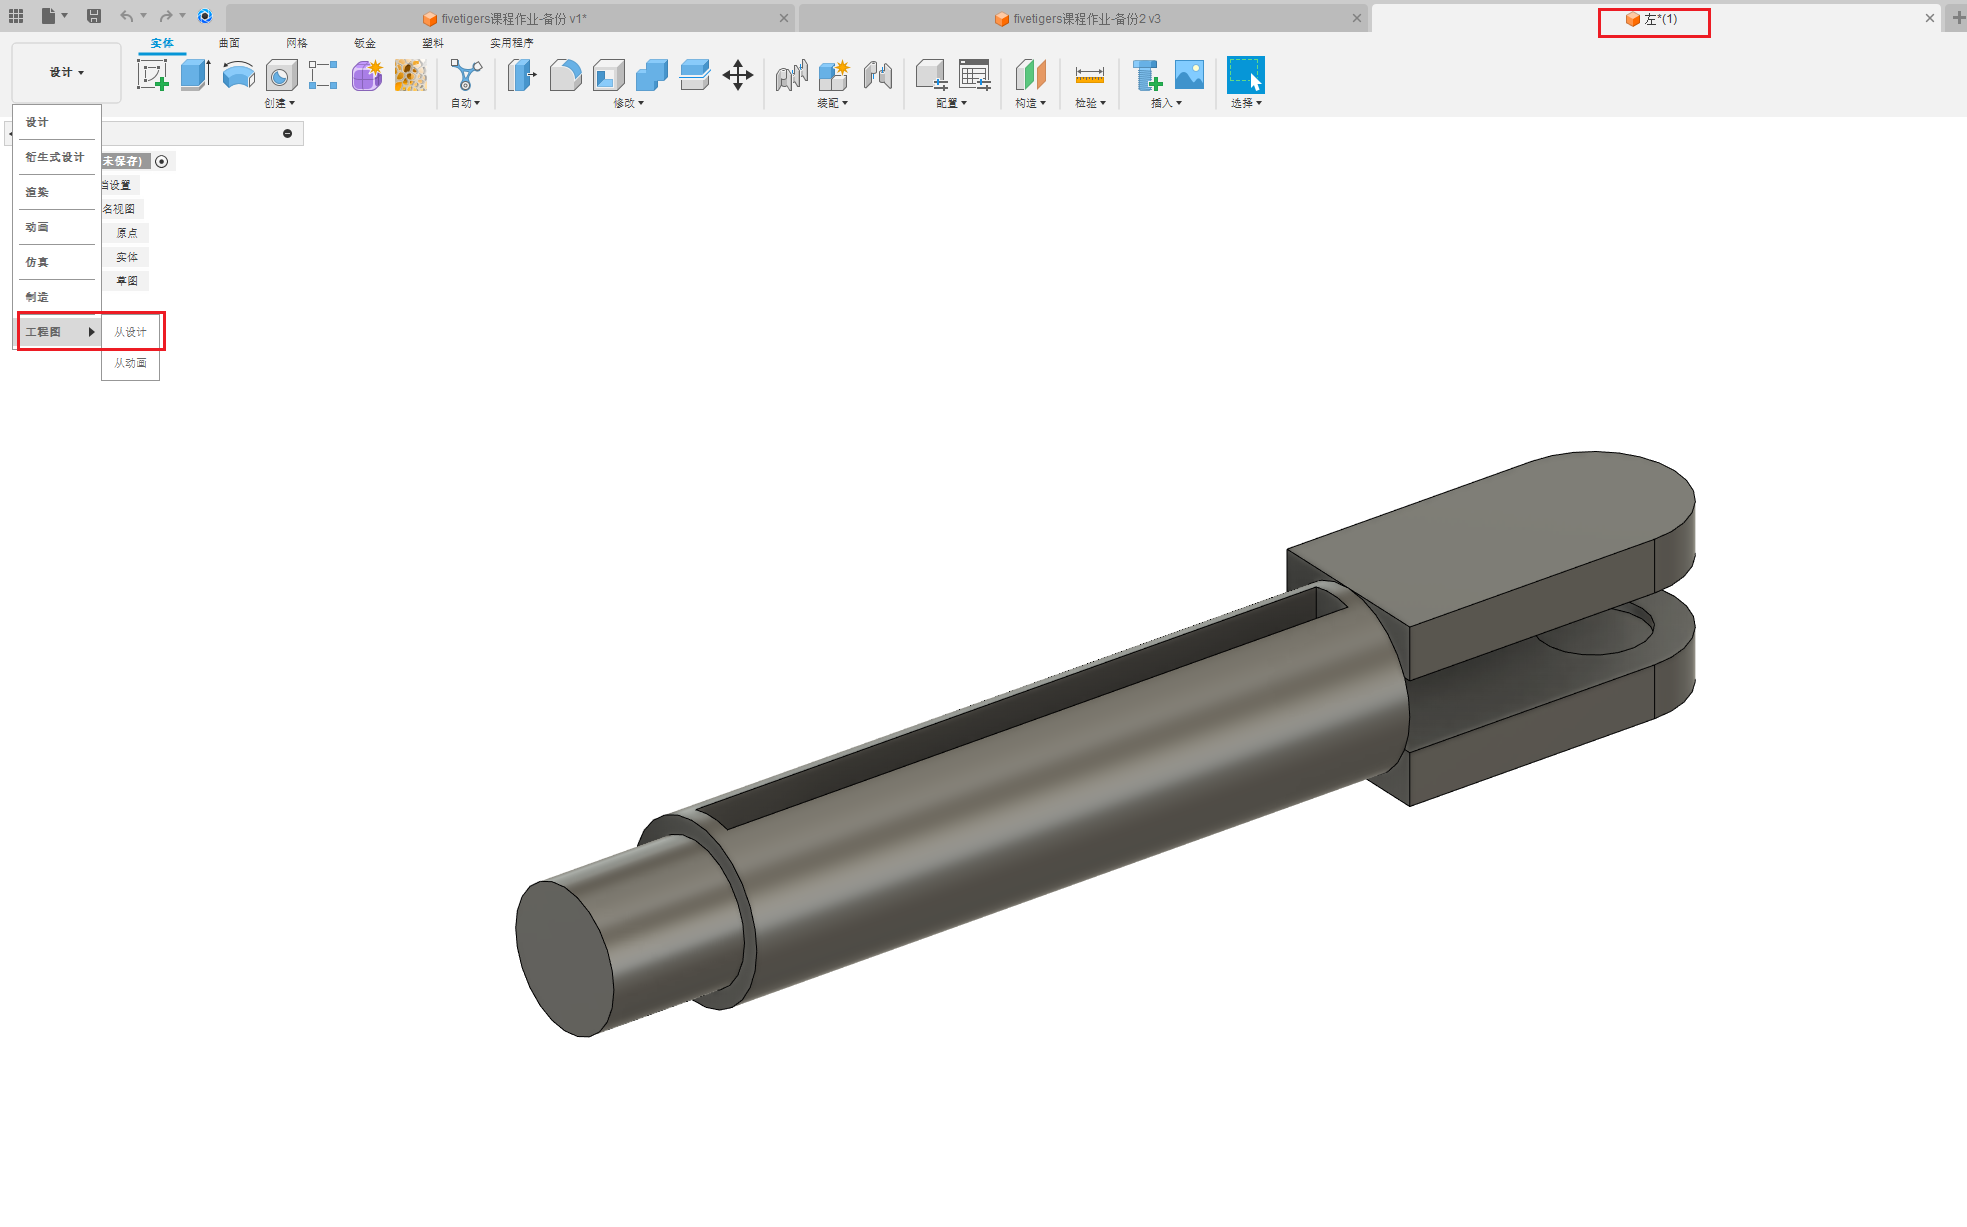 fivetigers课程作业-备份 v1*
fivetigers课程作业-备份2 v3
左*(1)
实体 曲面 网格 钣金 塑料 实用程序
设计
创建 自动 修改 装配 配置 构造 检验 插入 选择
设计
衍生式设计
未保存)
渲染
档设置
名视图
动画
原点
实体
仿真
草图
制造
工程图 从设计
从动画